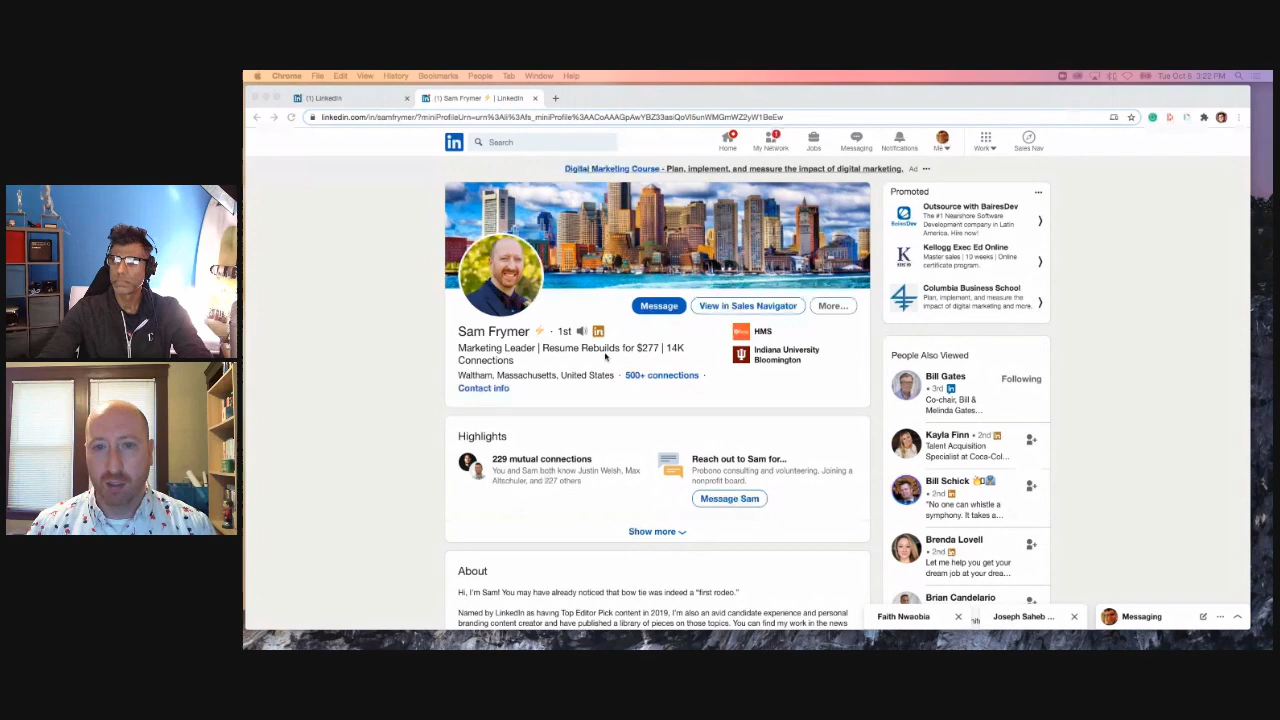 Chrome File Edit View History Bookmarks People Tab Window Help
Tue Oct 6 3:22 PM
(1) LinkedIn
(1) Sam Frymer ⚡ | LinkedIn
Search
Home
My Network
Jobs
Messaging
Notifications
Me
Work
Sales Nav
Digital Marketing Course - Plan, implement, and measure the impact of digital marketing. Ad
Message
View in Sales Navigator
More...
Sam Frymer ⚡ · 1st
Marketing Leader | Resume Rebuilds for $277 | 14K
Connections
Waltham, Massachusetts, United States · 500+ connections ·
Contact info
HMS
Indiana University
Bloomington
Highlights
229 mutual connections
You and Sam both know Justin Welsh, Max
Altschuler, and 227 others
Reach out to Sam for...
Probono consulting and volunteering, Joining a
nonprofit board.
Message Sam
Show more
About
Hi, I'm Sam! You may have already noticed that bow tie was indeed a "first rodeo."
Named by LinkedIn as having Top Editor Pick content in 2019, I'm also an avid candidate experience and personal
branding content creator and have published a library of pieces on those topics. You can find my work in the news
Promoted
Outsource with BairesDev
The #1 Nearshore Software
Development company in Latin
America. Hire now!
Kellogg Exec Ed Online
Master sales | 10 weeks | Online
certificate program.
Columbia Business School
Plan, implement, and measure the
impact of digital marketing and more.
People Also Viewed
Bill Gates
• 3rd
Co-chair, Bill &
Melinda Gates...
Following
Kayla Finn • 2nd
Talent Acquisition
Specialist at Coca-Col...
Bill Schick
• 2nd
"No one can whistle a
symphony. It takes a...
Brenda Lovell
• 2nd
Let me help you get your
dream job at your drea...
Brian Candelario
Faith Nwaobia
Joseph Saheb ...
Messaging